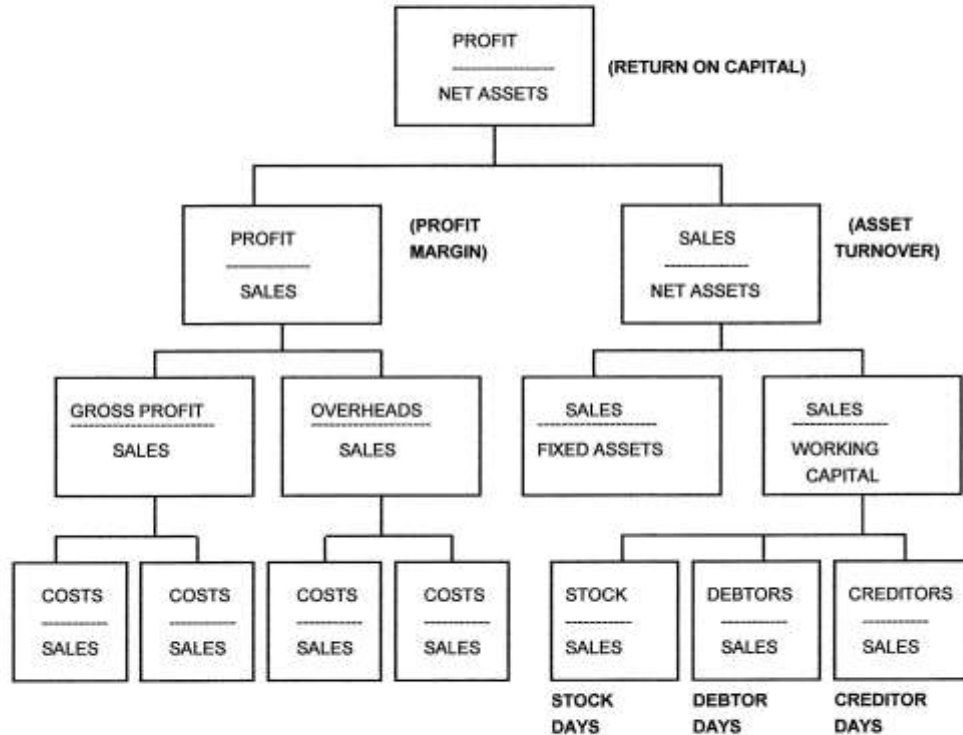 PROFIT
NET ASSETS
(RETURN ON CAPITAL)
PROFIT
SALES
(PROFIT
MARGIN)
SALES
NET ASSETS
(ASSET
TURNOVER)
GROSS PROFIT
SALES
OVERHEADS
SALES
SALES
FIXED ASSETS
SALES
WORKING
CAPITAL
COSTS
SALES
COSTS
SALES
COSTS
SALES
COSTS
SALES
STOCK
SALES
STOCK
DAYS
DEBTORS
SALES
DEBTOR
DAYS
CREDITORS
SALES
CREDITOR
DAYS